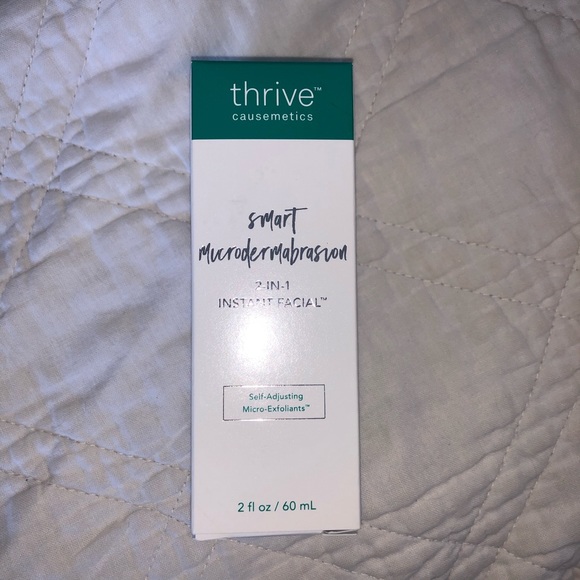 thrive™
causemetics
smart
microdermabrasion
2-IN-1
INSTANT FACIAL™
Self-Adjusting
Micro-Exfoliants™
2 fl oz / 60 mL